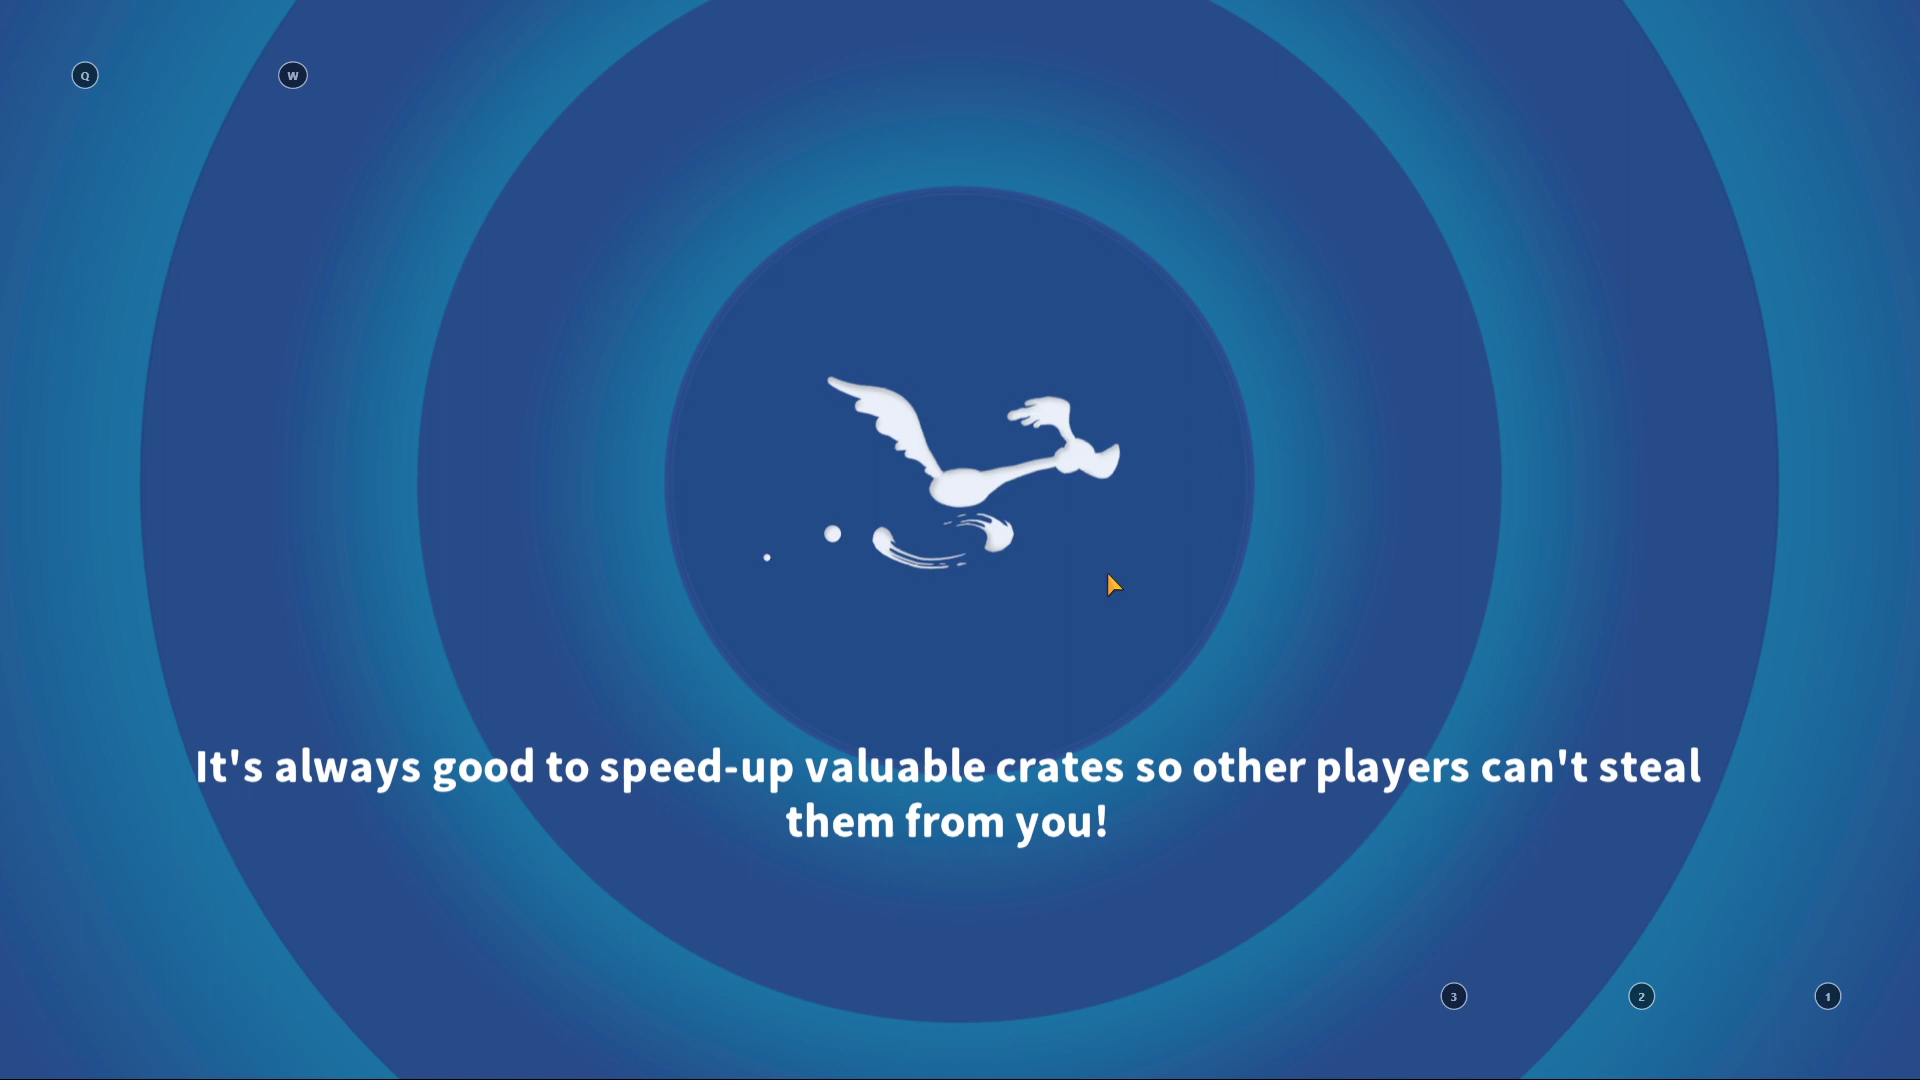 Q
W
It's always good to speed-up valuable crates so other players can't steal
them from you!
3
2
1